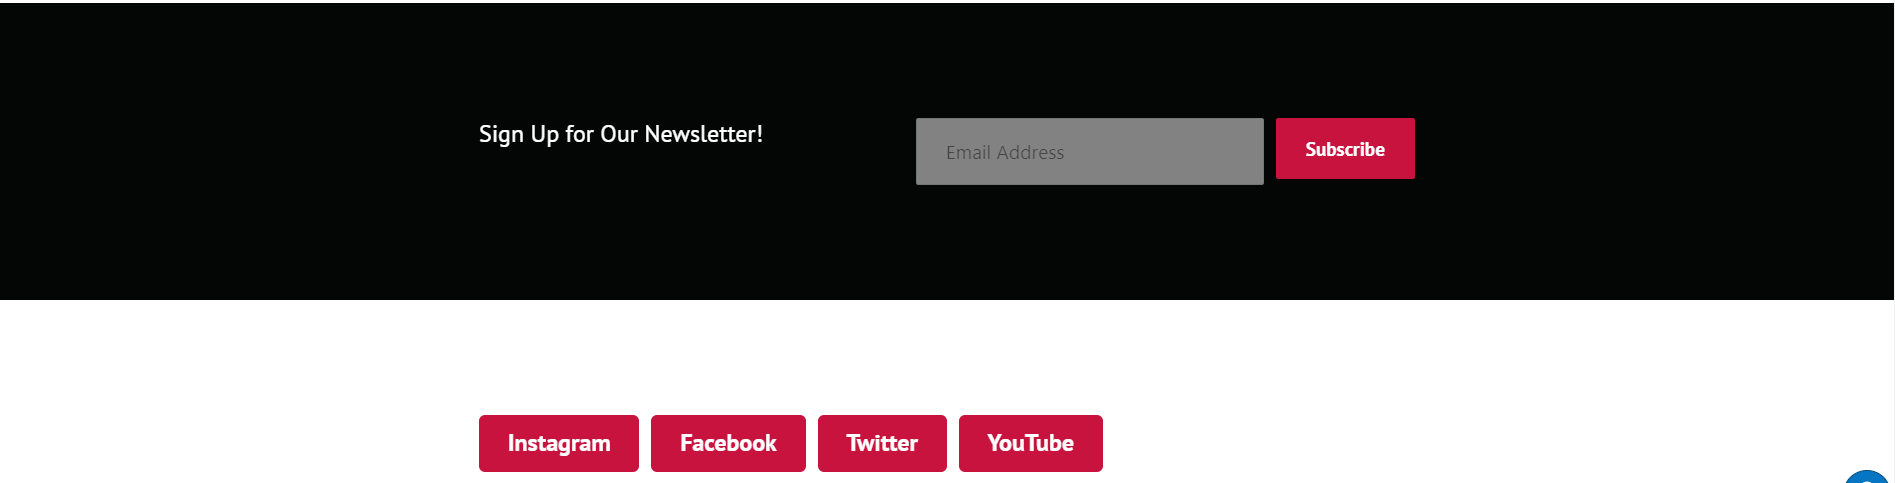 Sign Up for Our Newsletter!
Email Address
Subscribe
Instagram
Facebook
Twitter
YouTube